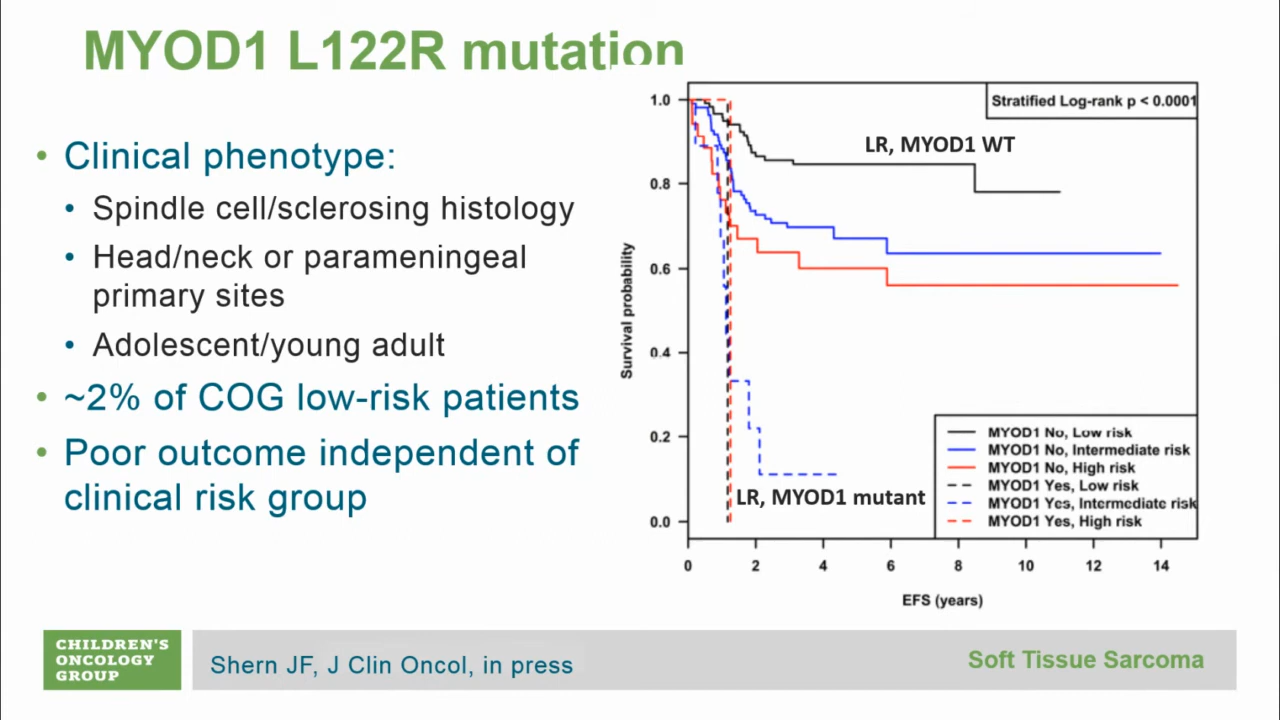 MYOD1 L122R mutation
• Clinical phenotype:
• Spindle cell/sclerosing histology
• Head/neck or parameningeal
primary sites
• Adolescent/young adult
• ~2% of COG low-risk patients
• Poor outcome independent of
clinical risk group
Stratified Log-rank p < 0.0001
LR, MYOD1 WT
LR, MYOD1 mutant
Survival probability
1.0
0.8
0.6
0.4
0.2
0.0
MYOD1 No, Low risk
MYOD1 No, Intermediate risk
MYOD1 No, High risk
MYOD1 Yes, Low risk
MYOD1 Yes, Intermediate risk
MYOD1 Yes, High risk
0 2 4 6 8 10 12 14
EFS (years)
CHILDREN'S
ONCOLOGY
GROUP
Shern JF, J Clin Oncol, in press
Soft Tissue Sarcoma